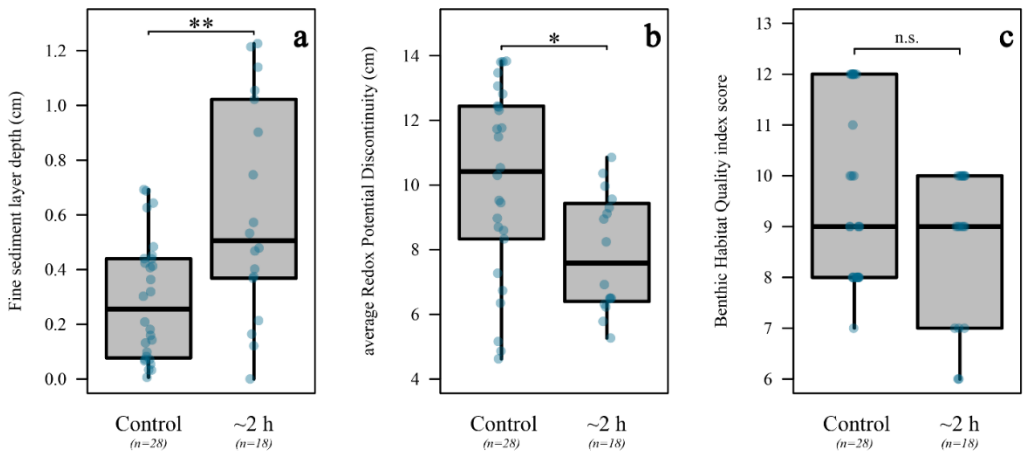 Fine sediment layer depth (cm)
1.2
1.0
0.8
0.6
0.4
0.2
0.0
**
a
Control
(n=28)
~2 h
(n=18)
average Redox Potential Discontinuity (cm)
14
12
10
8
6
4
*
b
Control
(n=28)
~2 h
(n=18)
Benthic Habitat Quality index score
13
12
11
10
9
8
7
6
n.s.
c
Control
(n=28)
~2 h
(n=18)